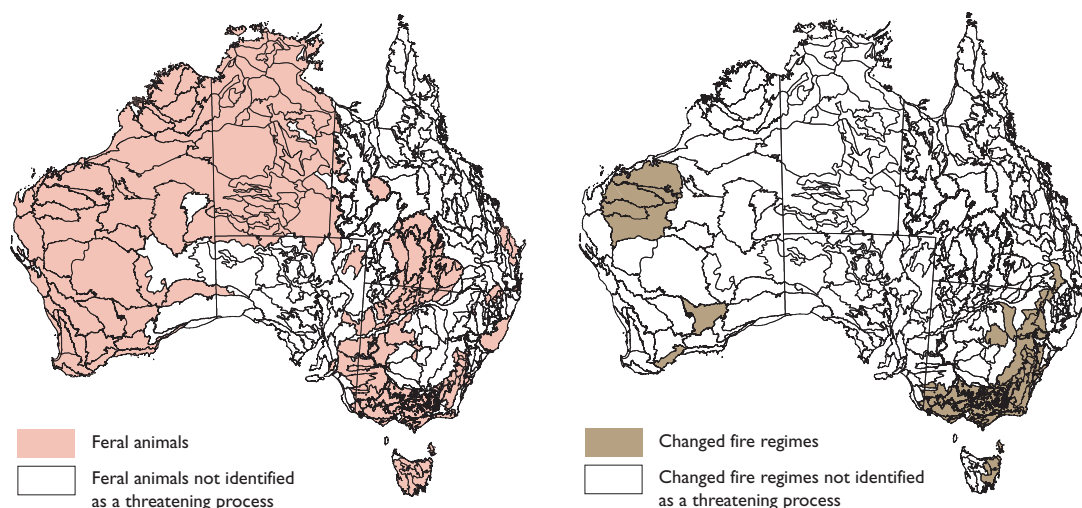 Feral animals
Feral animals not identified
as a threatening process
Changed fire regimes
Changed fire regimes not identified
as a threatening process